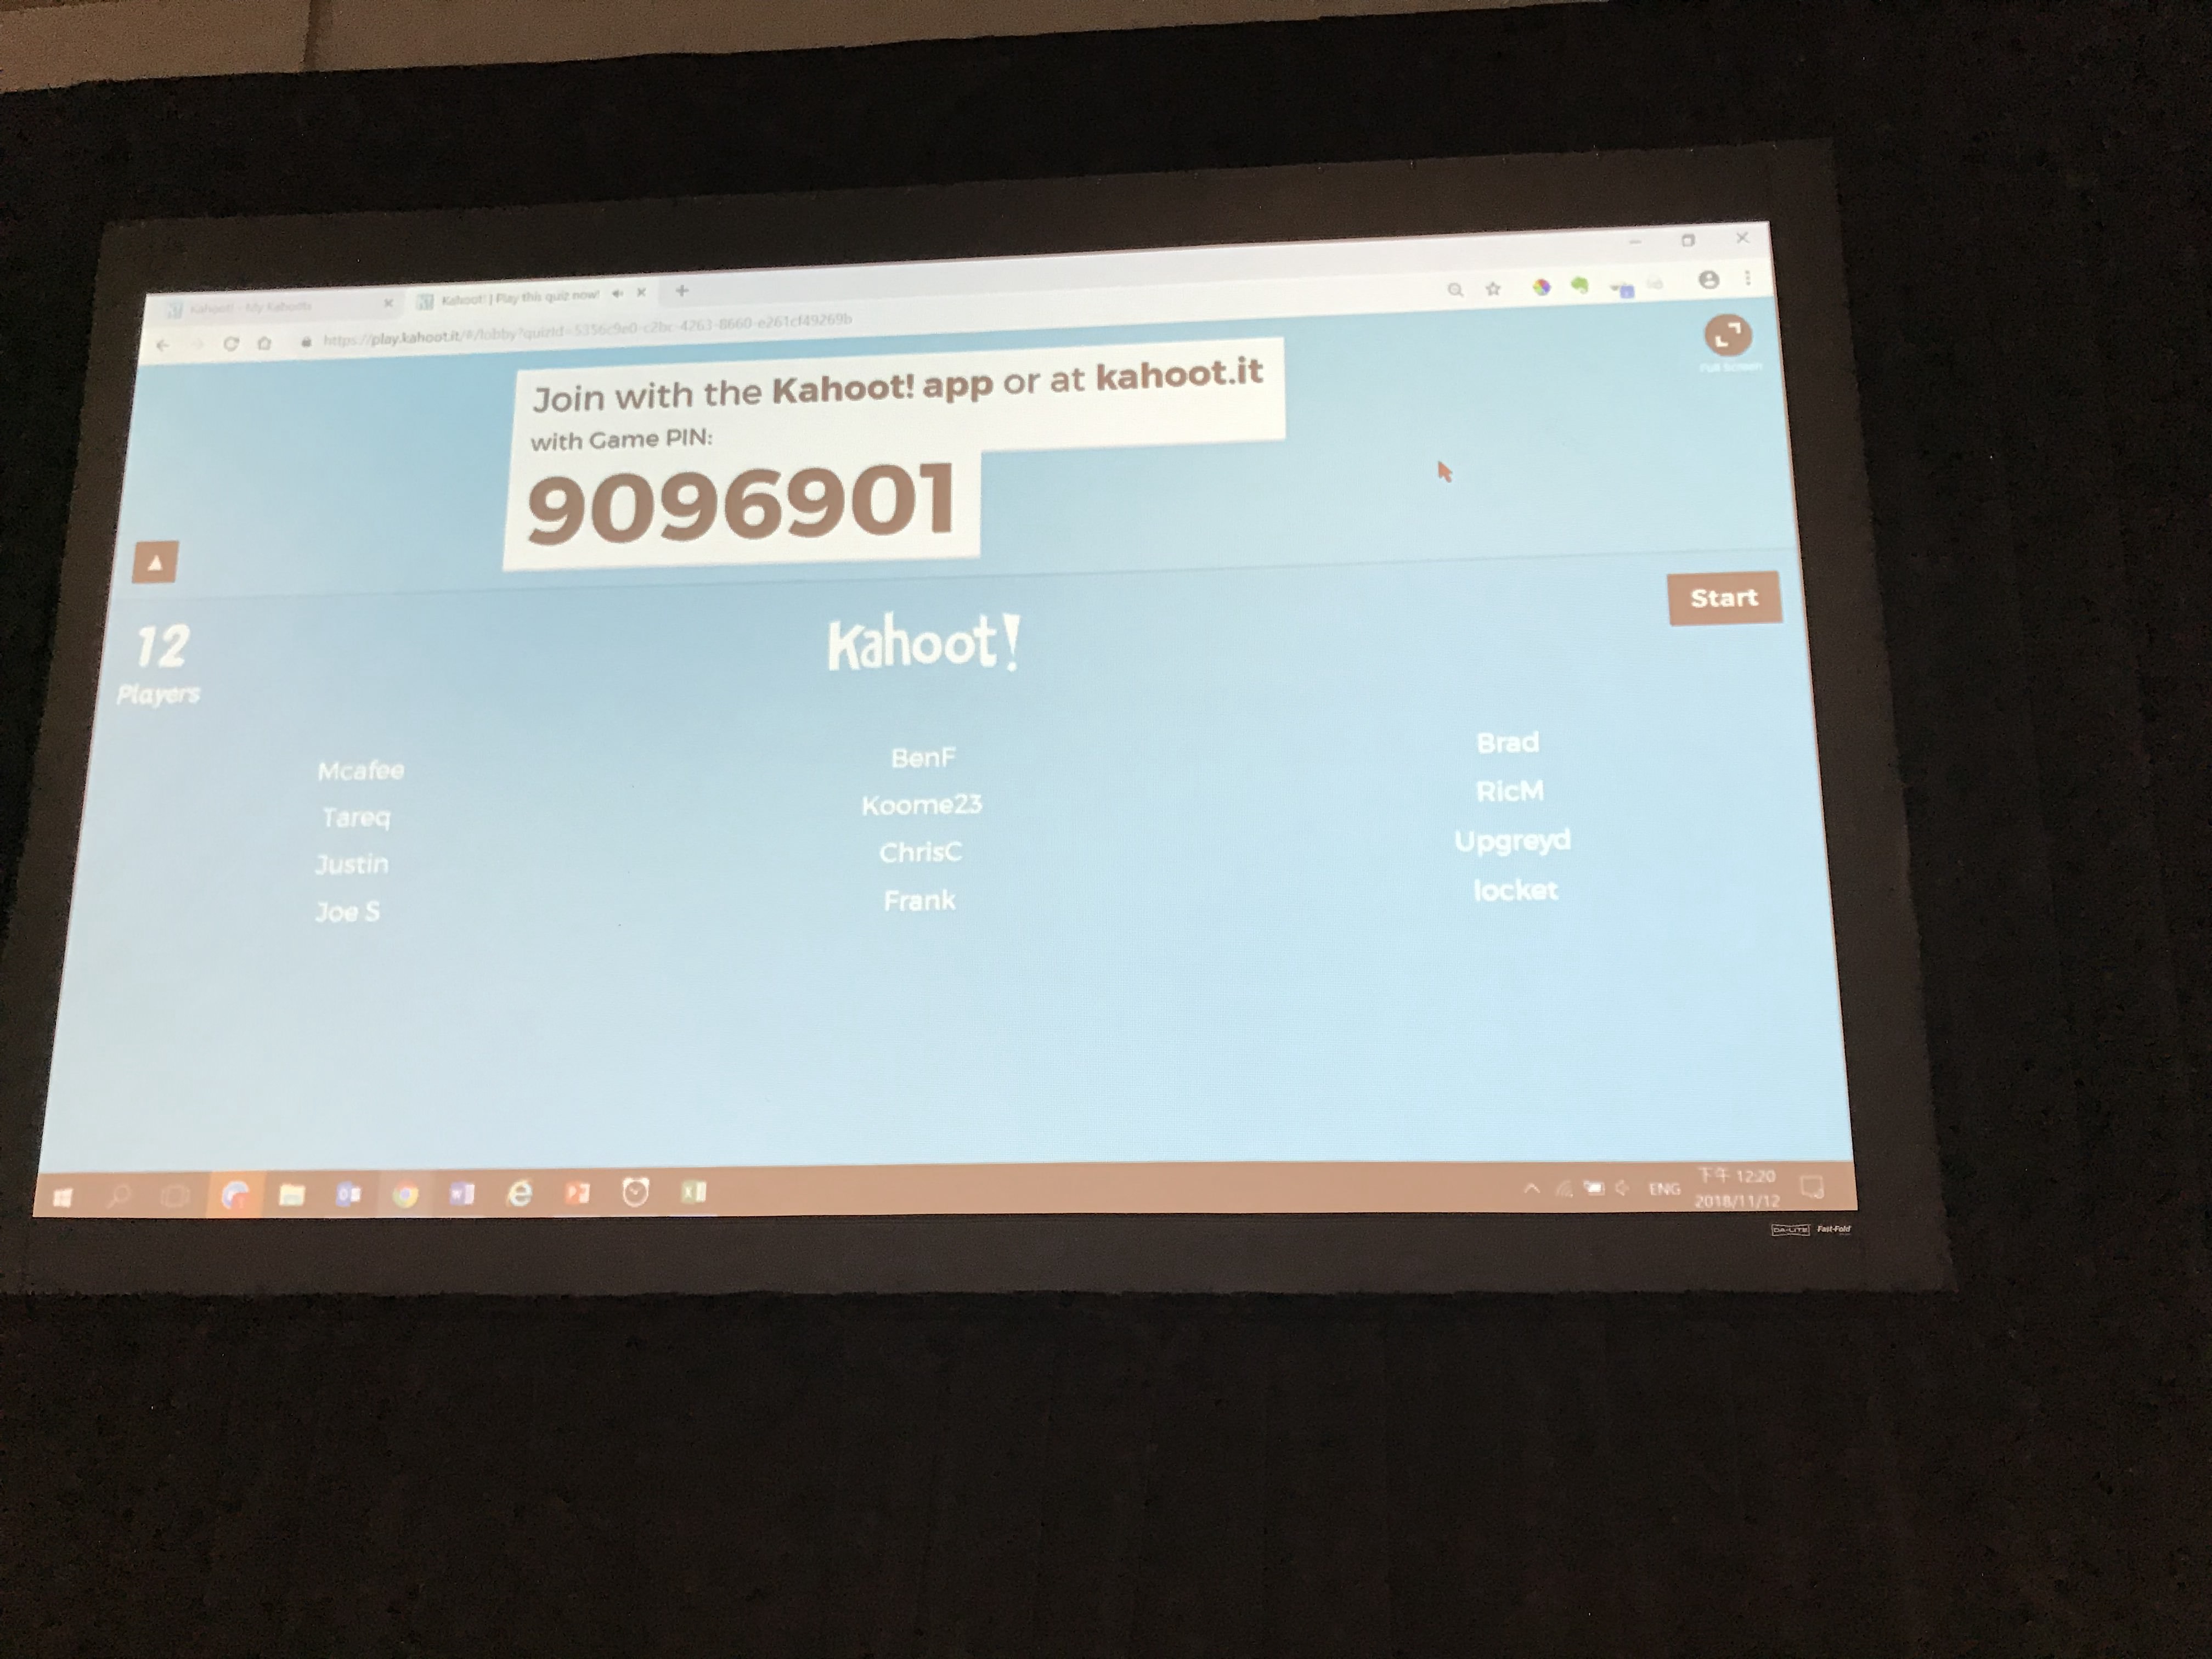 Kahoot! - My Kahoots
Kahoot! | Play this quiz now!
https://play.kahoot.it/#/lobby?quizId=5356c9e0-c2bc-4263-8660-e261cf49269b
Full Screen
Join with the Kahoot! app or at kahoot.it
with Game PIN:
9096901
Start
12
Players
Kahoot!
Mcafee
BenF
Brad
Tareq
Koome23
RicM
Justin
ChrisC
Upgreyd
Joe S
Frank
locket
ENG
下午 12:20
2018/11/12
DA-LITE Fast-Fold